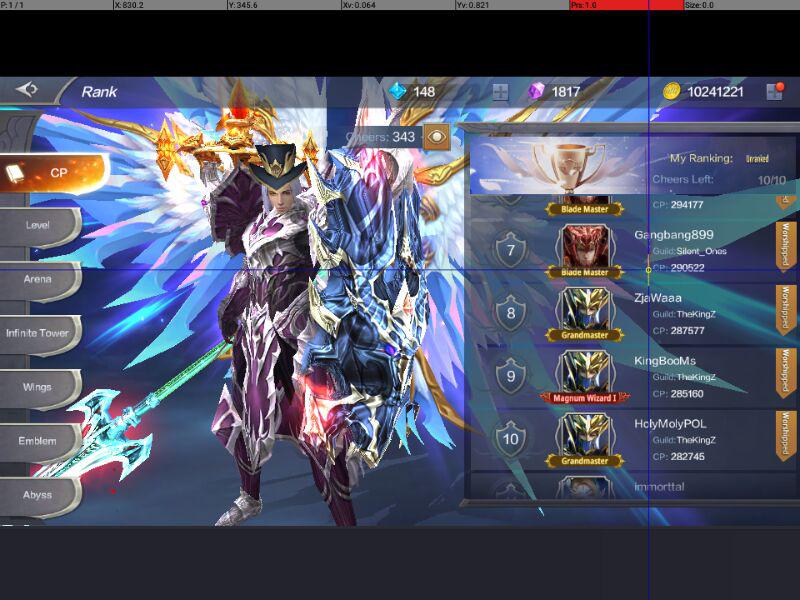 P: 1 / 1 X: 830.2 Y: 345.6 Xv: 0.064 Yv: 0.821 Prs: 1.0 Size: 0.0
Rank 148 1817 10241221
Cheers: 343
CP
Level
Arena
Infinite Tower
Wings
Emblem
Abyss
My Ranking: Unranked
Cheers Left: 10/10
CP: 294177
Blade Master
7
Gangbang899
Guild: Silent_Ones
CP: 290522
Blade Master
Worshipped
8
ZjaWaaa
Guild: TheKingZ
CP: 287577
Grandmaster
Worshipped
9
KingBooMs
Guild: TheKingZ
CP: 285160
Magnum Wizard I
Worshipped
10
HolyMolyPOL
Guild: TheKingZ
CP: 282745
Grandmaster
Worshipped
immorttal